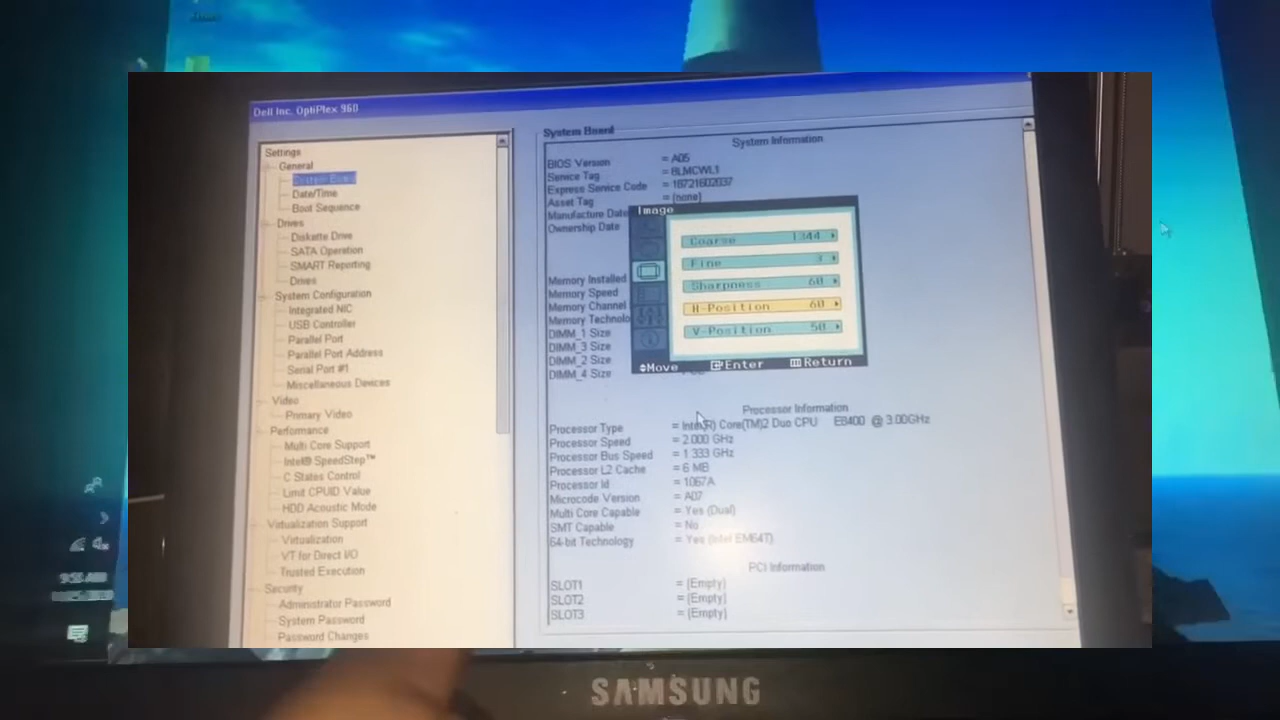 Dell Inc. OptiPlex 960
Settings
General
System Board
Date/Time
Boot Sequence
Drives
Diskette Drive
SATA Operation
SMART Reporting
Drives
System Configuration
Integrated NIC
USB Controller
Parallel Port
Parallel Port Address
Serial Port #1
Miscellaneous Devices
Video
Primary Video
Performance
Multi Core Support
Intel® SpeedStep™
C States Control
Limit CPUID Value
HDD Acoustic Mode
Virtualization Support
Virtualization
VT for Direct I/O
Trusted Execution
Security
Administrator Password
System Password
Password Changes
System Board
System Information
BIOS Version = A05
Service Tag = 8LMCWL1
Express Service Code = 18721602037
Asset Tag = (none)
Manufacture Date
Ownership Date
Memory Installed
Memory Speed
Memory Channel
Memory Technolo
DIMM_1 Size
DIMM_3 Size
DIMM_2 Size
DIMM_4 Size
Image
Coarse 1344
Fine 3
Sharpness 60
H-Position 60
V-Position 50
Move Enter Return
Processor Information
Processor Type = Intel(R) Core(TM)2 Duo CPU E8400 @ 3.00GHz
Processor Speed = 2.000 GHz
Processor Bus Speed = 1.333 GHz
Processor L2 Cache = 6 MB
Processor Id = 1067A
Microcode Version = A07
Multi Core Capable = Yes (Dual)
SMT Capable = No
64-bit Technology = Yes (Intel EM64T)
PCI Information
SLOT1 = (Empty)
SLOT2 = (Empty)
SLOT3 = (Empty)
SAMSUNG